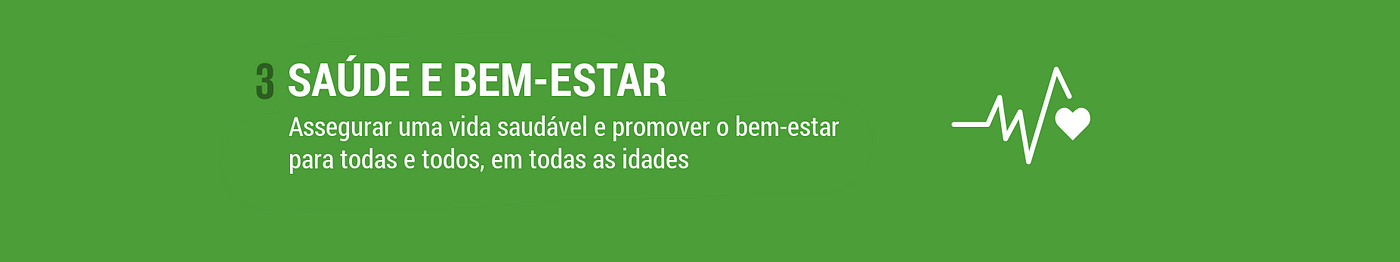 3 SAÚDE E BEM-ESTAR
Assegurar uma vida saudável e promover o bem-estar
para todas e todos, em todas as idades